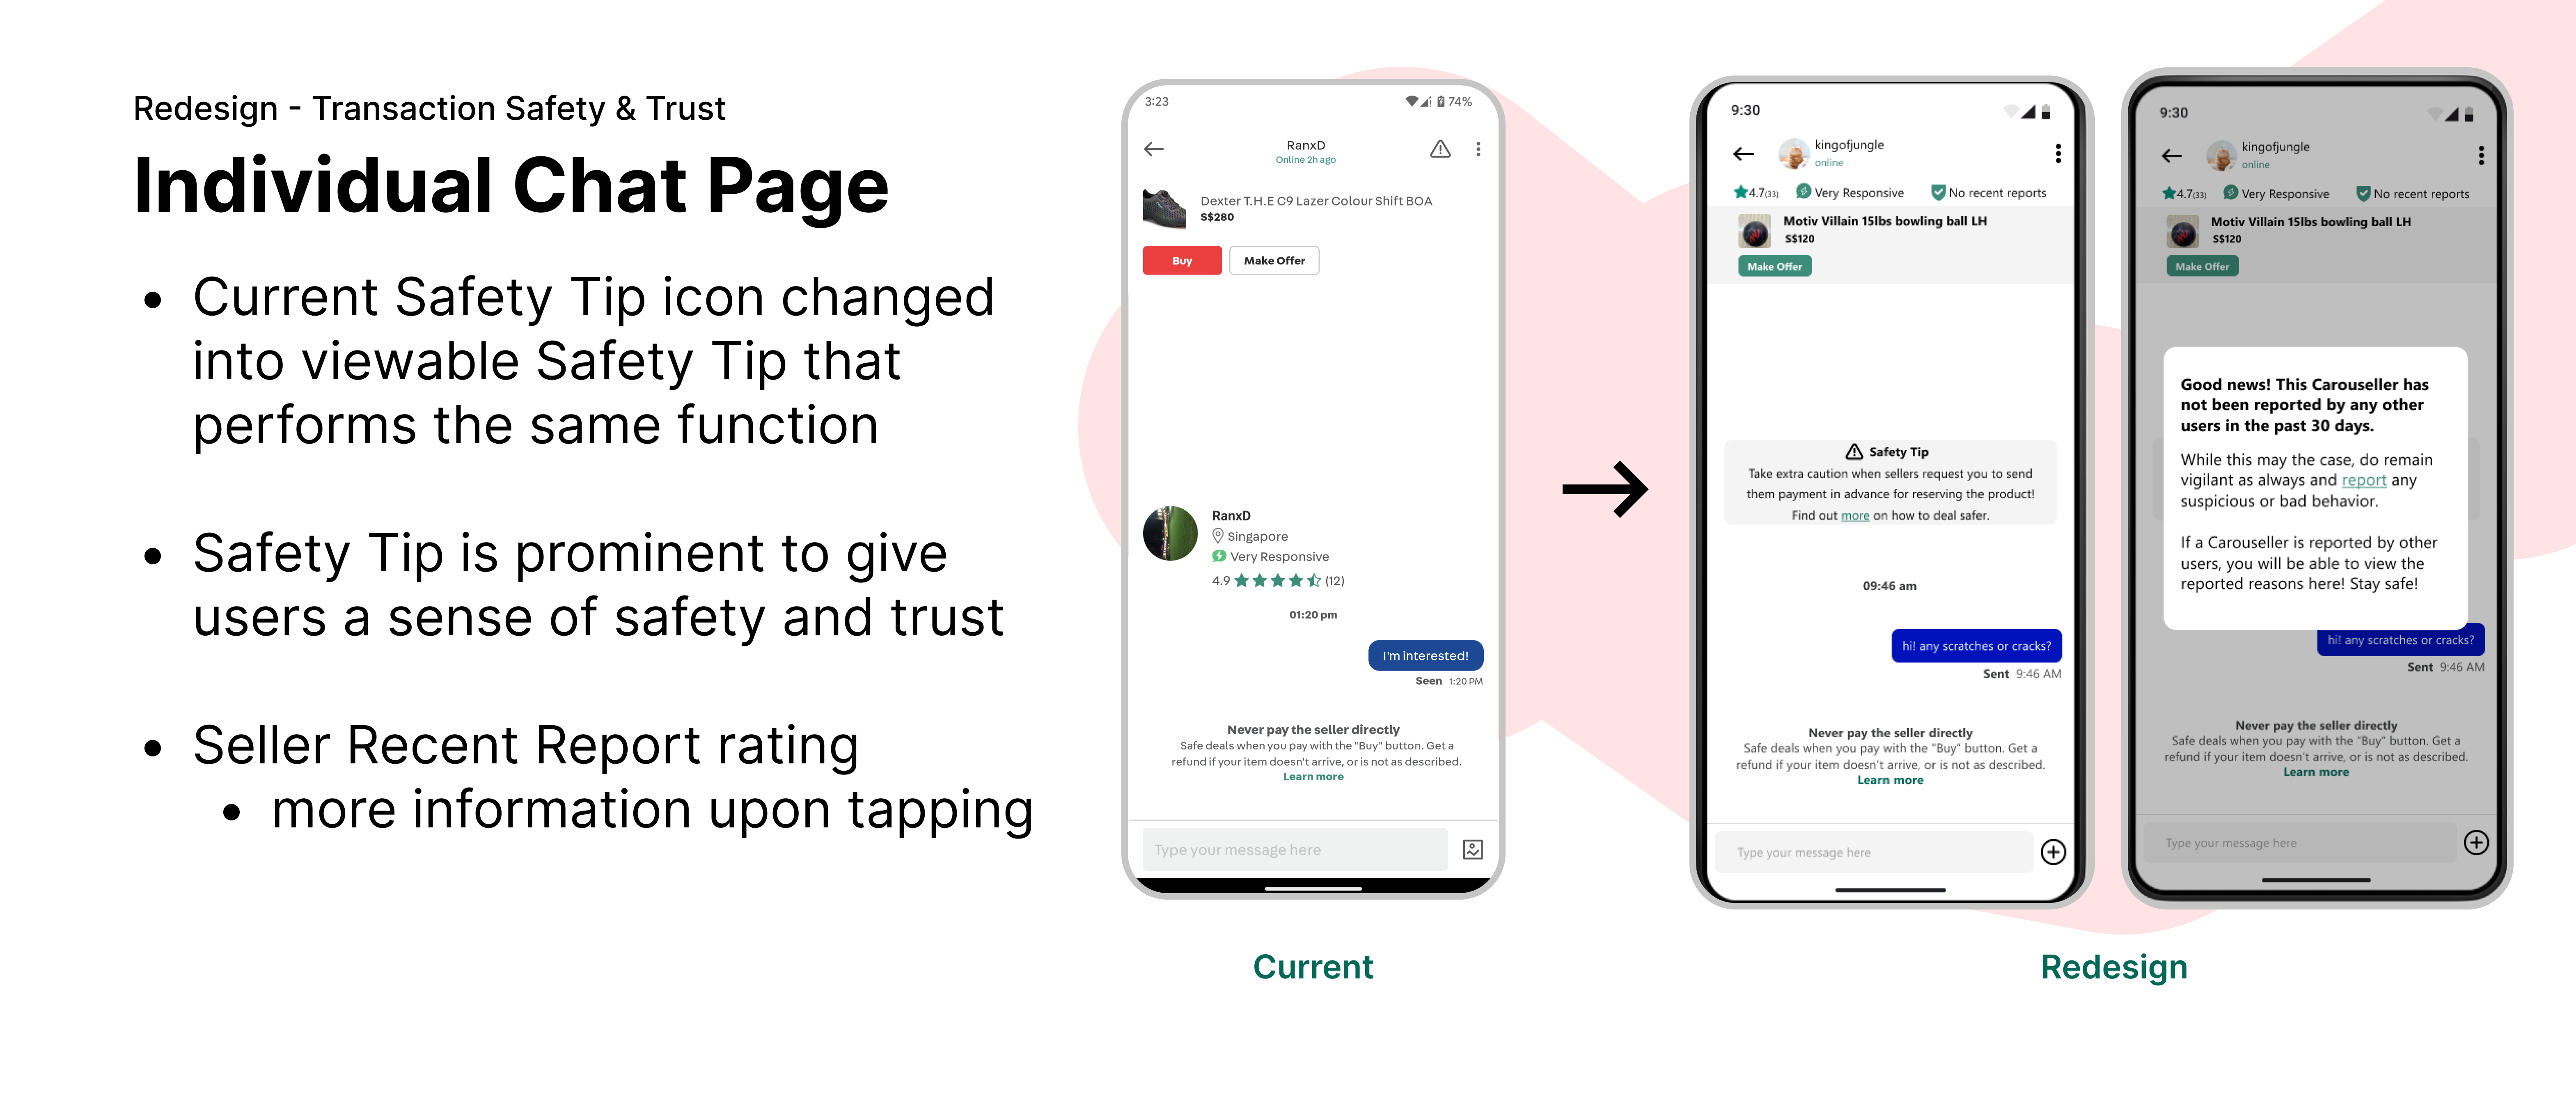 Redesign - Transaction Safety & Trust
Individual Chat Page
• Current Safety Tip icon changed
into viewable Safety Tip that
performs the same function
• Safety Tip is prominent to give
users a sense of safety and trust
• Seller Recent Report rating
• more information upon tapping
3:23
74%
RanxD
Online 2h ago
Dexter T.H.E C9 Lazer Colour Shift BOA
S$280
Buy
Make Offer
RanxD
Singapore
Very Responsive
4.9 (12)
01:20 pm
I'm interested!
Seen 1:20 PM
Never pay the seller directly
Safe deals when you pay with the "Buy" button. Get a
refund if your item doesn't arrive, or is not as described.
Learn more
Type your message here
Current
9:30
kingofjungle
online
4.7(33) Very Responsive No recent reports
Motiv Villain 15lbs bowling ball LH
S$120
Make Offer
Safety Tip
Take extra caution when sellers request you to send
them payment in advance for reserving the product!
Find out more on how to deal safer.
09:46 am
hi! any scratches or cracks?
Sent 9:46 AM
Never pay the seller directly
Safe deals when you pay with the "Buy" button. Get a
refund if your item doesn't arrive, or is not as described.
Learn more
Type your message here
9:30
kingofjungle
online
4.7(33) Very Responsive No recent reports
Motiv Villain 15lbs bowling ball LH
S$120
Make Offer
Good news! This Carouseller has
not been reported by any other
users in the past 30 days.
While this may the case, do remain
vigilant as always and report any
suspicious or bad behavior.
If a Carouseller is reported by other
users, you will be able to view the
reported reasons here! Stay safe!
hi! any scratches or cracks?
Sent 9:46 AM
Never pay the seller directly
Safe deals when you pay with the "Buy" button. Get a
refund if your item doesn't arrive, or is not as described.
Learn more
Type your message here
Redesign